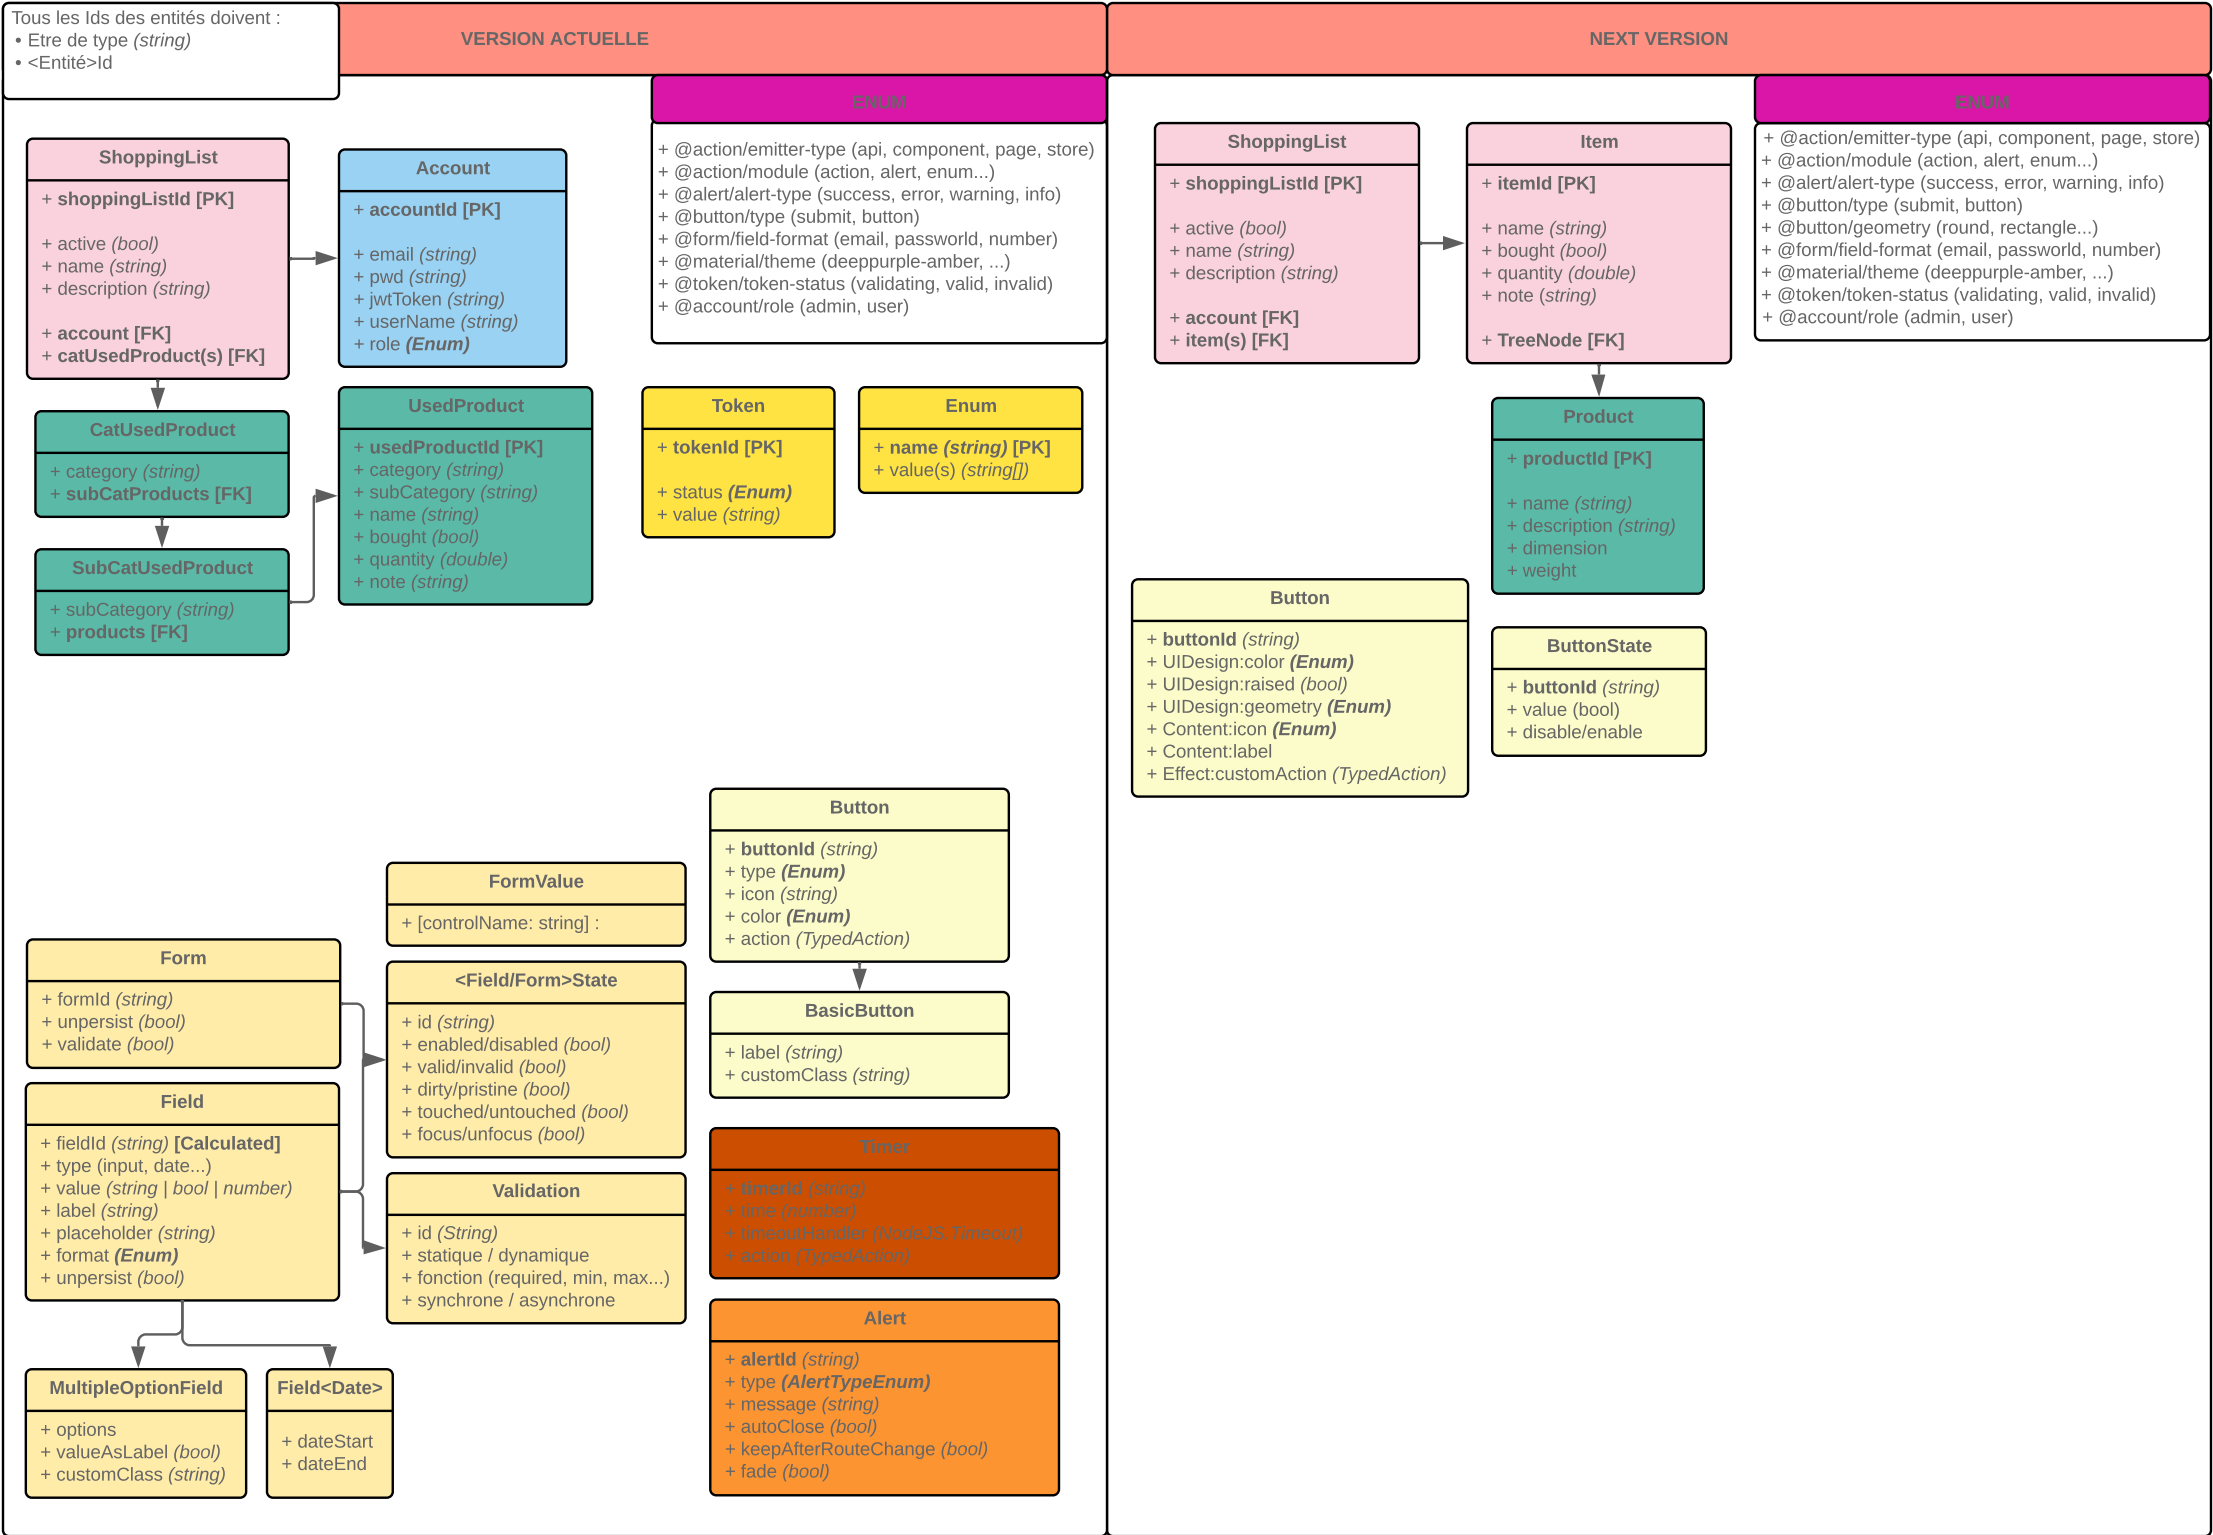 Tous les Ids des entités doivent :
• Etre de type (string)
• <Entité>Id
VERSION ACTUELLE
ENUM
+ @action/emitter-type (api, component, page, store)
+ @action/module (action, alert, enum...)
+ @alert/alert-type (success, error, warning, info)
+ @button/type (submit, button)
+ @form/field-format (email, passworld, number)
+ @material/theme (deeppurple-amber, ...)
+ @token/token-status (validating, valid, invalid)
+ @account/role (admin, user)
ShoppingList
+ shoppingListId [PK]
+ active (bool)
+ name (string)
+ description (string)
+ account [FK]
+ catUsedProduct(s) [FK]
Account
+ accountId [PK]
+ email (string)
+ pwd (string)
+ jwtToken (string)
+ userName (string)
+ role (Enum)
CatUsedProduct
+ category (string)
+ subCatProducts [FK]
SubCatUsedProduct
+ subCategory (string)
+ products [FK]
UsedProduct
+ usedProductId [PK]
+ category (string)
+ subCategory (string)
+ name (string)
+ bought (bool)
+ quantity (double)
+ note (string)
Token
+ tokenId [PK]
+ status (Enum)
+ value (string)
Enum
+ name (string) [PK]
+ value(s) (string[])
Form
+ formId (string)
+ unpersist (bool)
+ validate (bool)
Field
+ fieldId (string) [Calculated]
+ type (input, date...)
+ value (string | bool | number)
+ label (string)
+ placeholder (string)
+ format (Enum)
+ unpersist (bool)
MultipleOptionField
+ options
+ valueAsLabel (bool)
+ customClass (string)
Field<Date>
+ dateStart
+ dateEnd
FormValue
+ [controlName: string] :
<Field/Form>State
+ id (string)
+ enabled/disabled (bool)
+ valid/invalid (bool)
+ dirty/pristine (bool)
+ touched/untouched (bool)
+ focus/unfocus (bool)
Validation
+ id (String)
+ statique / dynamique
+ fonction (required, min, max...)
+ synchrone / asynchrone
Button
+ buttonId (string)
+ type (Enum)
+ icon (string)
+ color (Enum)
+ action (TypedAction)
BasicButton
+ label (string)
+ customClass (string)
Timer
+ timerId (string)
+ time (number)
+ timeoutHandler (NodeJS.Timeout)
+ action (TypedAction)
Alert
+ alertId (string)
+ type (AlertTypeEnum)
+ message (string)
+ autoClose (bool)
+ keepAfterRouteChange (bool)
+ fade (bool)
NEXT VERSION
ENUM
+ @action/emitter-type (api, component, page, store)
+ @action/module (action, alert, enum...)
+ @alert/alert-type (success, error, warning, info)
+ @button/type (submit, button)
+ @button/geometry (round, rectangle...)
+ @form/field-format (email, passworld, number)
+ @material/theme (deeppurple-amber, ...)
+ @token/token-status (validating, valid, invalid)
+ @account/role (admin, user)
ShoppingList
+ shoppingListId [PK]
+ active (bool)
+ name (string)
+ description (string)
+ account [FK]
+ item(s) [FK]
Item
+ itemId [PK]
+ name (string)
+ bought (bool)
+ quantity (double)
+ note (string)
+ TreeNode [FK]
Product
+ productId [PK]
+ name (string)
+ description (string)
+ dimension
+ weight
Button
+ buttonId (string)
+ UIDesign:color (Enum)
+ UIDesign:raised (bool)
+ UIDesign:geometry (Enum)
+ Content:icon (Enum)
+ Content:label
+ Effect:customAction (TypedAction)
ButtonState
+ buttonId (string)
+ value (bool)
+ disable/enable